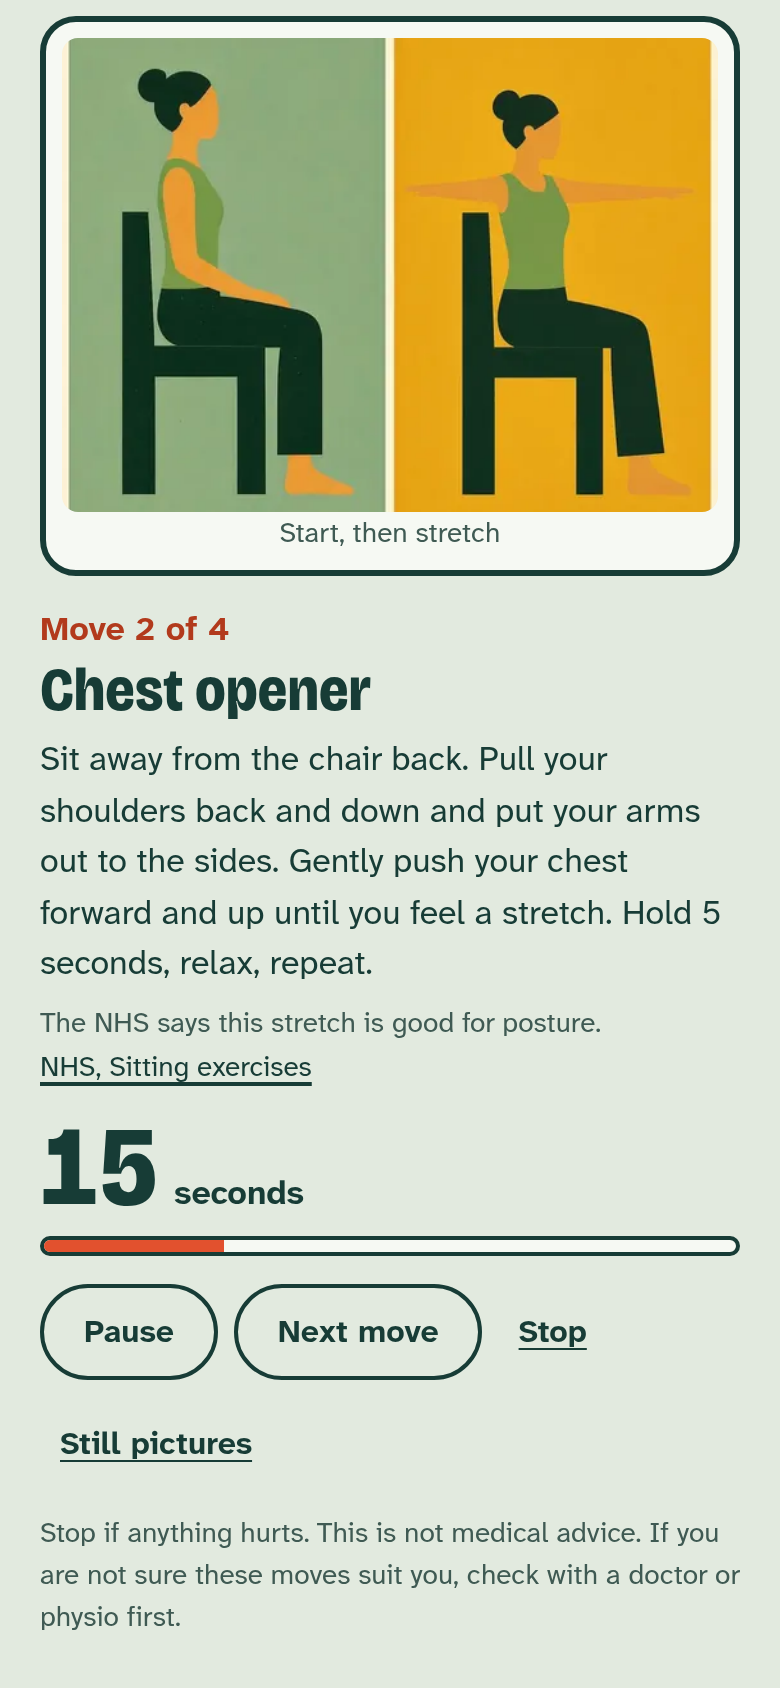 Start, then stretch
Move 2 of 4
Chest opener
Sit away from the chair back. Pull your
shoulders back and down and put your arms
out to the sides. Gently push your chest
forward and up until you feel a stretch. Hold 5
seconds, relax, repeat.
The NHS says this stretch is good for posture.
NHS, Sitting exercises
15 seconds
Pause Next move Stop
Still pictures
Stop if anything hurts. This is not medical advice. If you
are not sure these moves suit you, check with a doctor or
physio first.